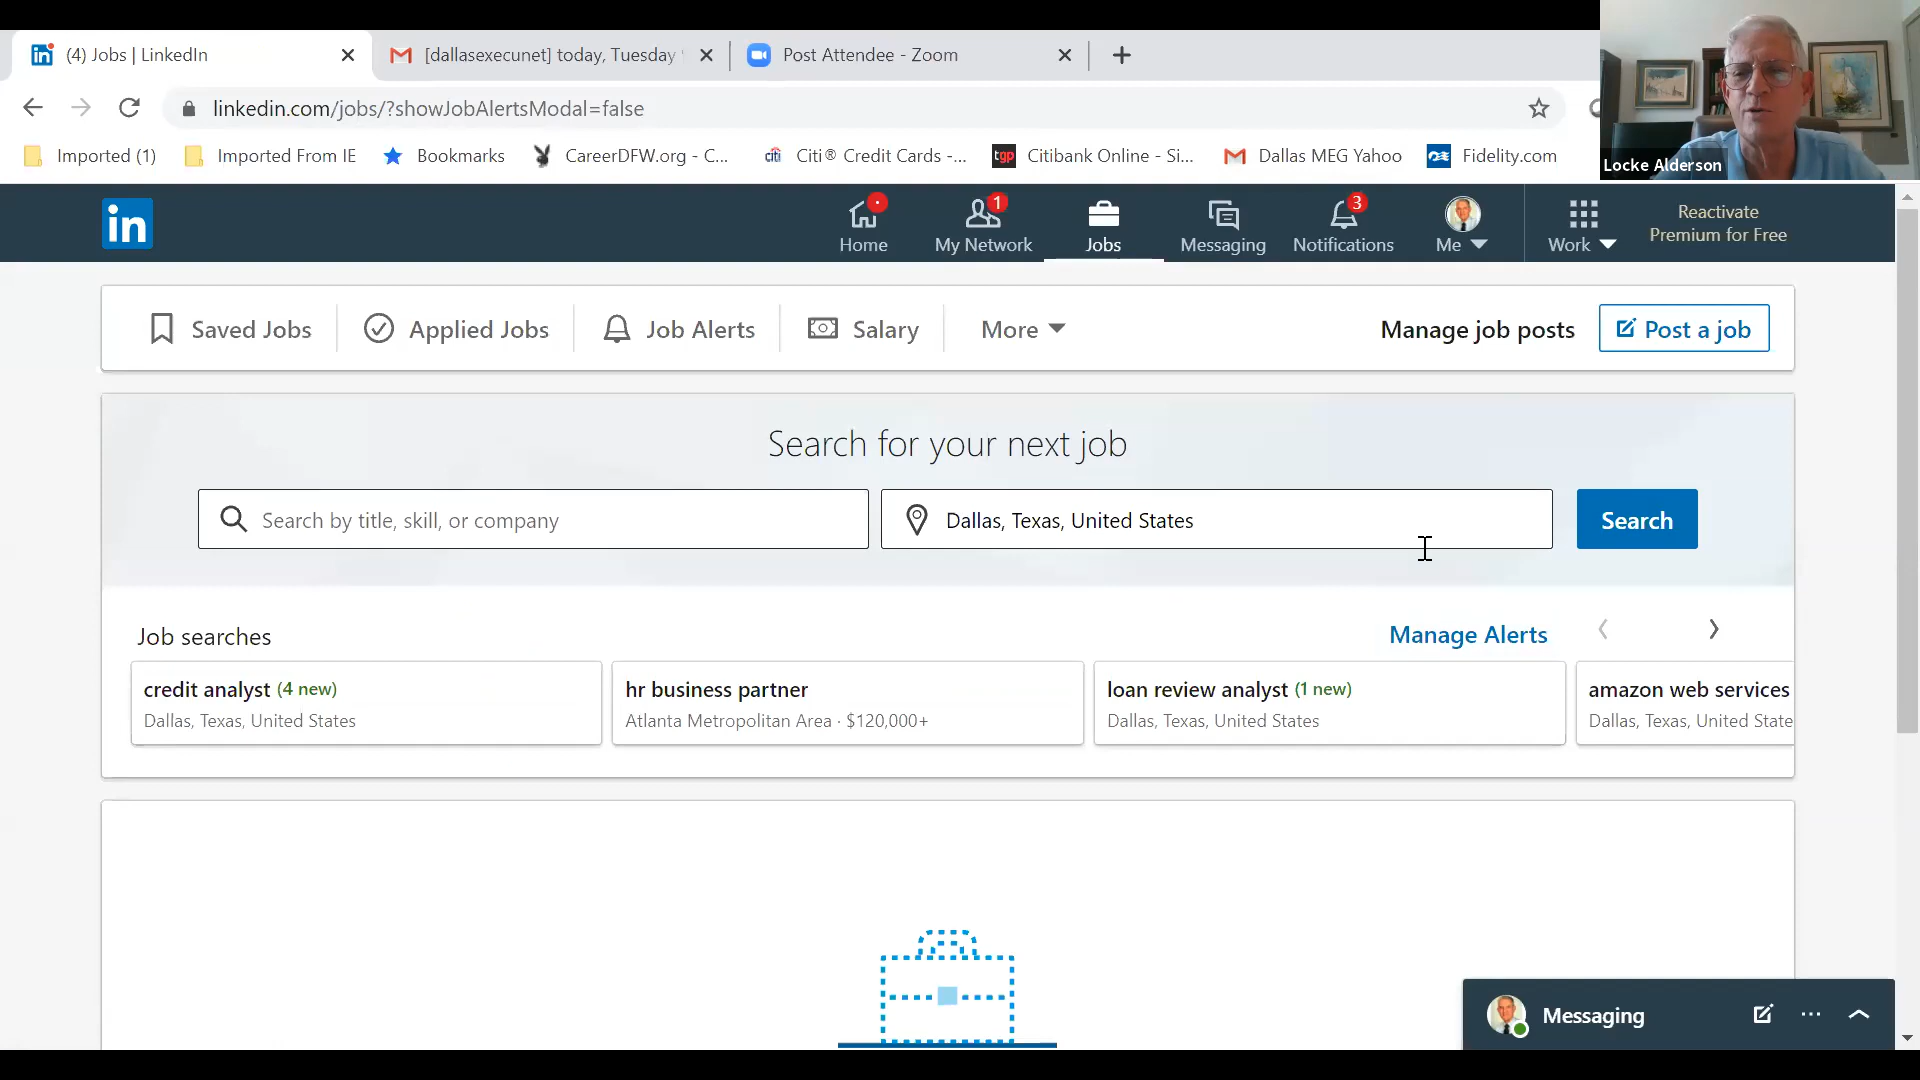 (4) Jobs | LinkedIn
[dallasexecunet] today, Tuesday
Post Attendee - Zoom
linkedin.com/jobs/?showJobAlertsModal=false
Imported (1)
Imported From IE
Bookmarks
CareerDFW.org - C...
citi
Citi® Credit Cards -...
tgp
Citibank Online - Si...
Dallas MEG Yahoo
Fidelity.com
Locke Alderson
in
Home
1
My Network
Jobs
Messaging
3
Notifications
Me
Work
Reactivate
Premium for Free
Saved Jobs
Applied Jobs
Job Alerts
Salary
More
Manage job posts
Post a job
Search for your next job
Search by title, skill, or company
Dallas, Texas, United States
Search
Job searches
Manage Alerts
credit analyst (4 new)
Dallas, Texas, United States
hr business partner
Atlanta Metropolitan Area · $120,000+
loan review analyst (1 new)
Dallas, Texas, United States
amazon web services
Dallas, Texas, United State
Messaging